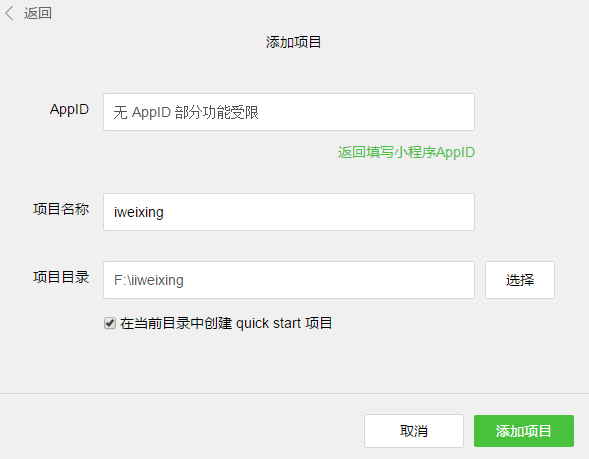 返回
添加项目
AppID
无 AppID 部分功能受限
返回填写小程序AppID
项目名称
iweixing
项目目录
F:\iiweixing
选择
在当前目录中创建 quick start 项目
取消
添加项目